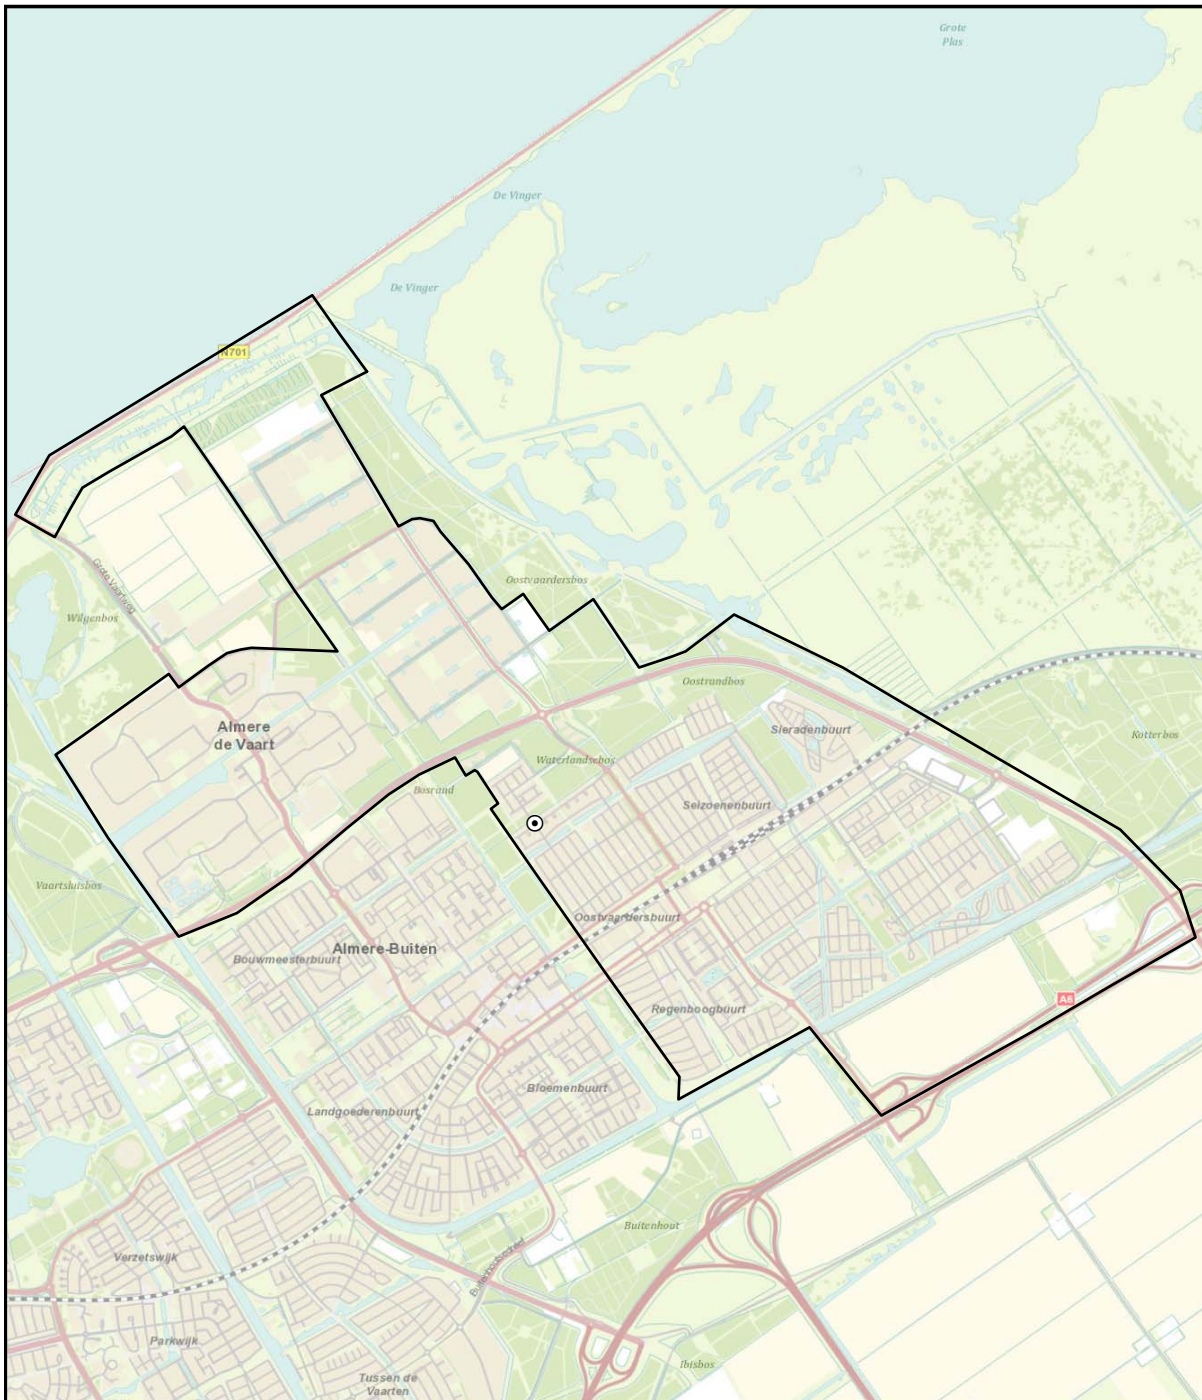 Grote
Plas
De Vinger
De Vinger
N701
Grote Vaartweg
Oostvaardersbos
Wilgenbos
Oostrandbos
Almere
de Vaart
Sieradenbuurt
Kotterbos
Waterlandsebos
Bosrand
Seizoenenbuurt
Vaartsluisbos
Oostvaardersbuurt
Almere-Buiten
Bouwmeesterbuurt
A6
Regenboogbuurt
Bloemenbuurt
Landgoederenbuurt
Buitenhout
Verzetswijk
Parkwijk
Ibisbos
Tussen de
Vaarten